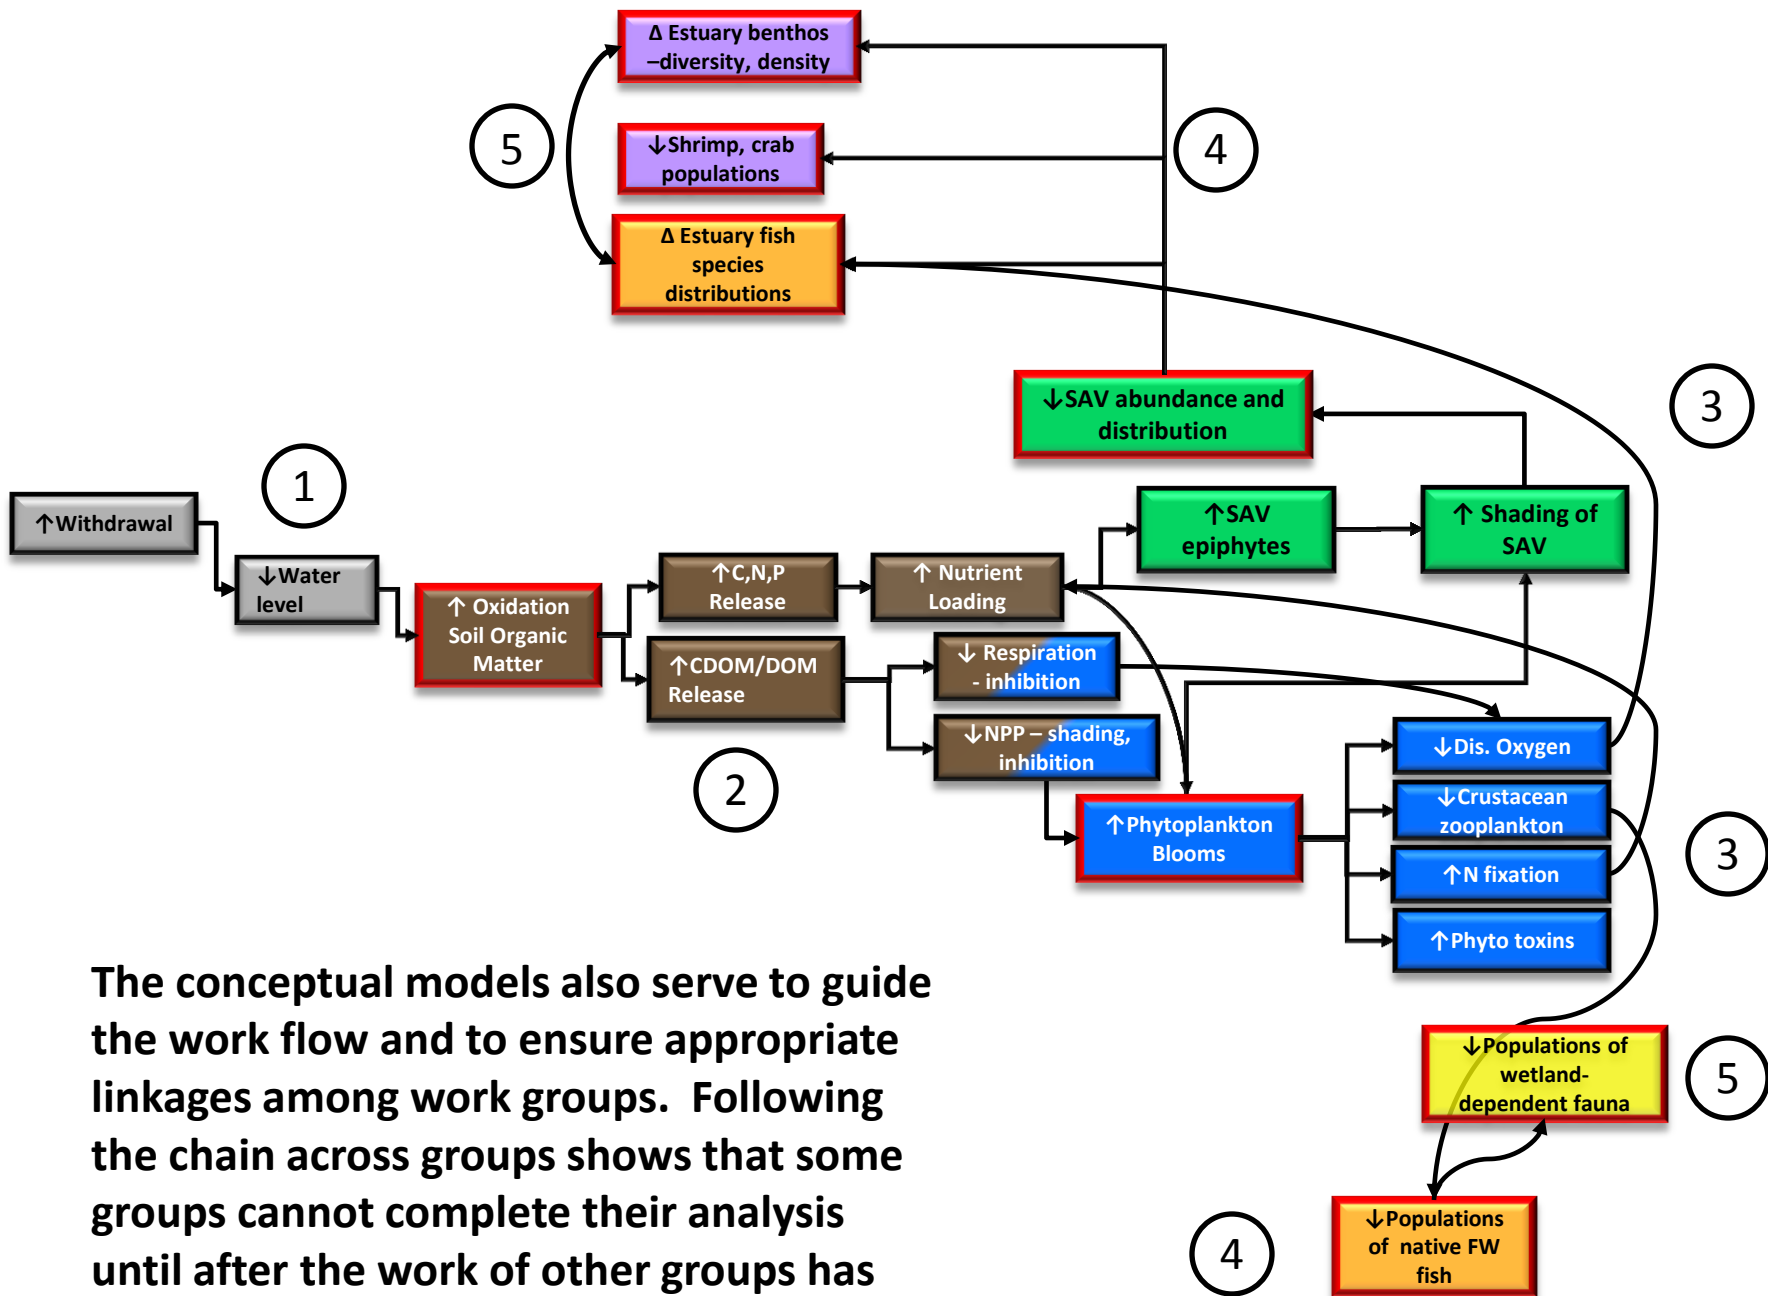 Δ Estuary benthos
–diversity, density
5
4
↓Shrimp, crab
populations
Δ Estuary fish
species
distributions
↓SAV abundance and
distribution
3
1
↑Withdrawal
↑SAV
epiphytes
↑ Shading of
SAV
↓Water
level
↑C,N,P
Release
↑ Nutrient
Loading
↑ Oxidation
Soil Organic
Matter
↑CDOM/DOM
Release
↓ Respiration
- inhibition
↓NPP – shading,
inhibition
2
↓Dis. Oxygen
↓Crustacean
zooplankton
↑Phytoplankton
Blooms
3
↑N fixation
↑Phyto toxins
The conceptual models also serve to guide
the work flow and to ensure appropriate
linkages among work groups.  Following
the chain across groups shows that some
groups cannot complete their analysis
until after the work of other groups has
↓Populations of
wetland-
dependent fauna
5
↓Populations
of native FW
fish
4